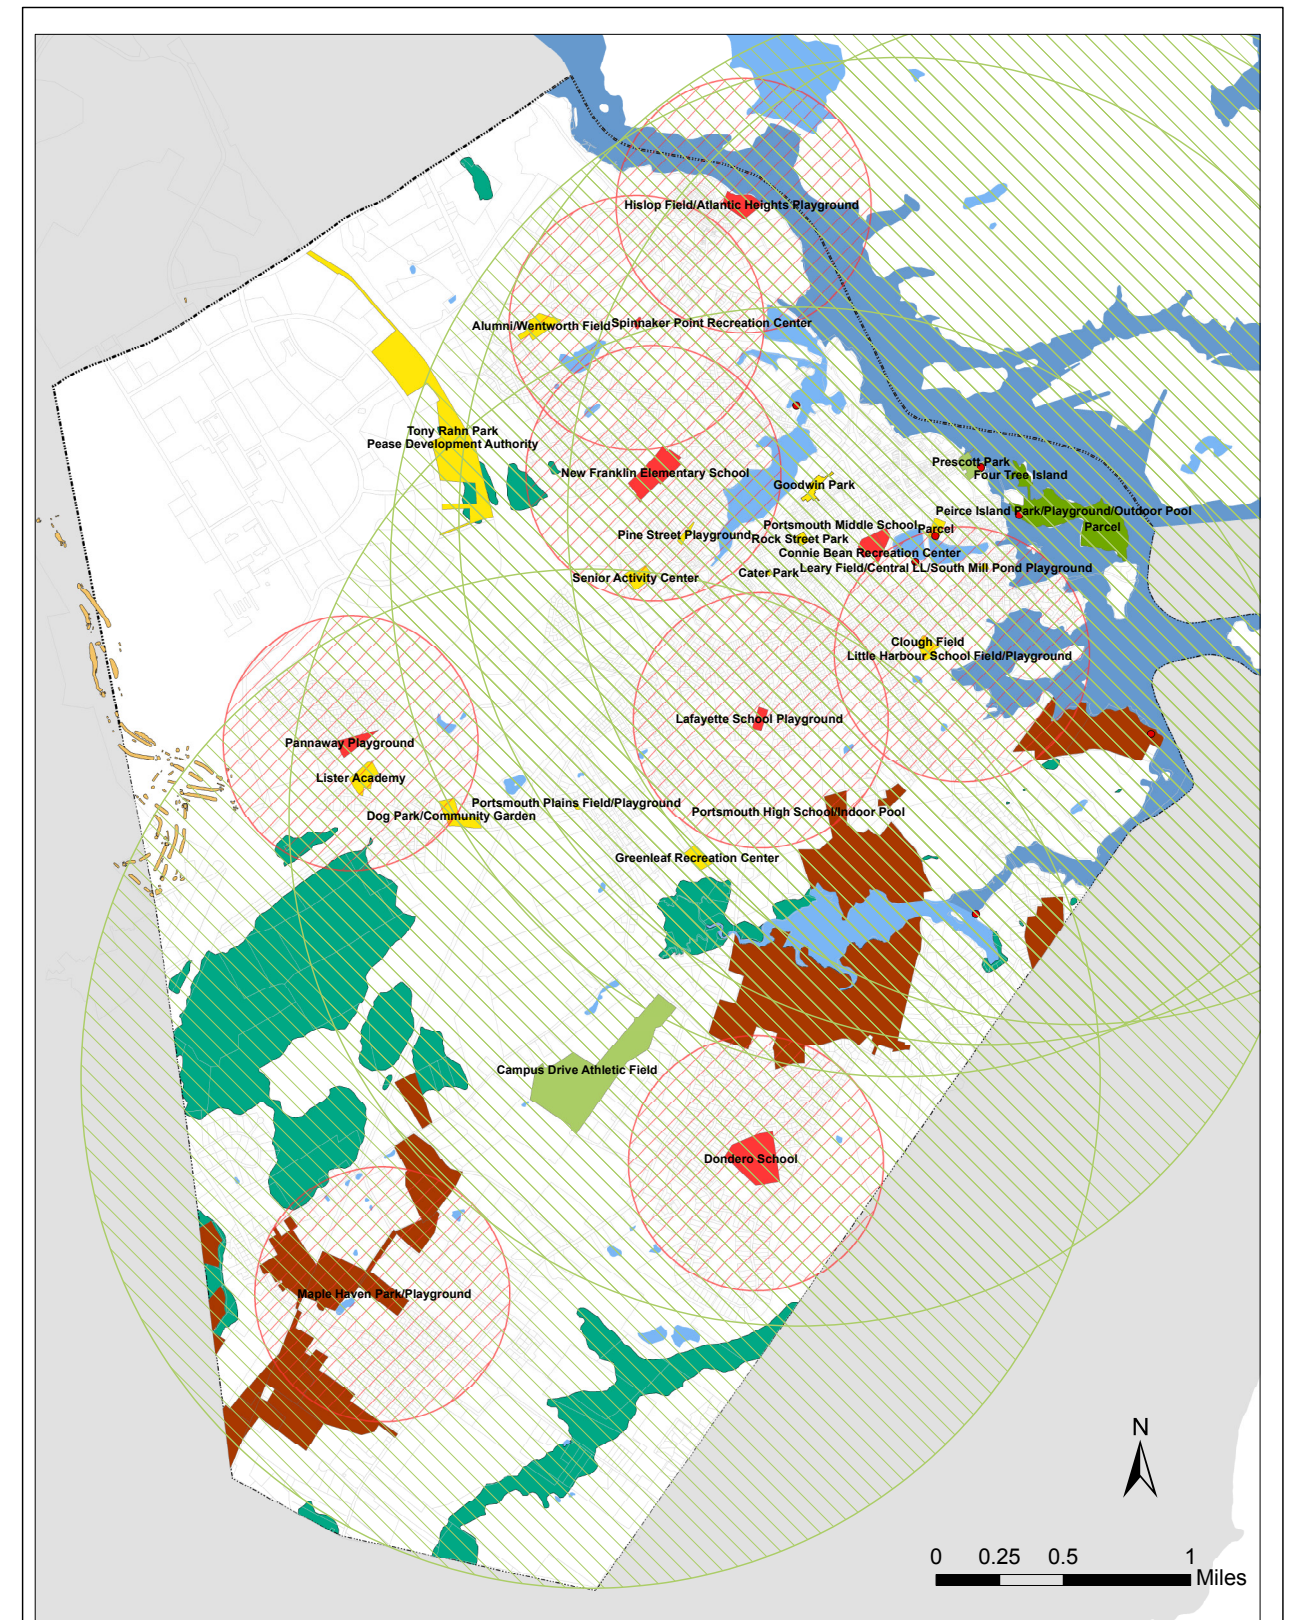 Hislop Field/Atlantic Heights Playground
Alumni/Wentworth Field
Spinnaker Point Recreation Center
Tony Rahn Park
Pease Development Authority
New Franklin Elementary School
Goodwin Park
Prescott Park
Four Tree Island
Peirce Island Park/Playground/Outdoor Pool
Parcel
Portsmouth Middle School
Parcel
Pine Street Playground
Rock Street Park
Connie Bean Recreation Center
Leary Field/Central LL/South Mill Pond Playground
Cater Park
Senior Activity Center
Clough Field
Little Harbour School Field/Playground
Lafayette School Playground
Pannaway Playground
Lister Academy
Portsmouth Plains Field/Playground
Dog Park/Community Garden
Portsmouth High School/Indoor Pool
Greenleaf Recreation Center
Campus Drive Athletic Field
Dondero School
Maple Haven Park/Playground
N
0 0.25 0.5 1
Miles